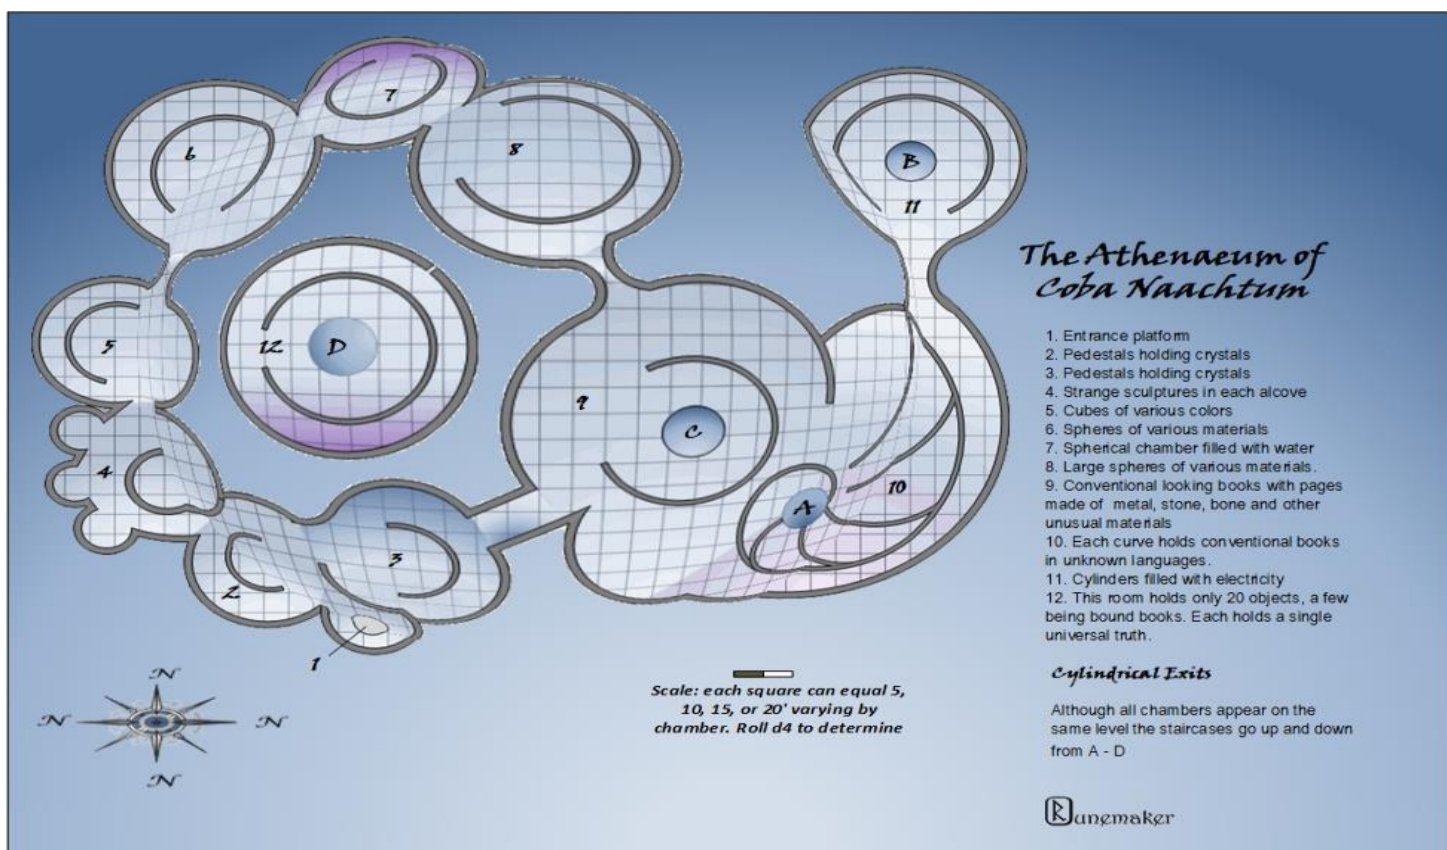 7
6
8
B
11
5
12
D
9
C
4
10
A
3
2
1
The Athenaeum of
Coba Naachtum
1. Entrance platform
2. Pedestals holding crystals
3. Pedestals holding crystals
4. Strange sculptures in each alcove
5. Cubes of various colors
6. Spheres of various materials
7. Spherical chamber filled with water
8. Large spheres of various materials.
9. Conventional looking books with pages
made of metal, stone, bone and other
unusual materials
10. Each curve holds conventional books
in unknown languages.
11. Cylinders filled with electricity
12. This room holds only 20 objects, a few
being bound books. Each holds a single
universal truth.
Cylindrical Exits
Although all chambers appear on the
same level the staircases go up and down
from A - D
N
N N
N
Scale: each square can equal 5,
10, 15, or 20' varying by
chamber. Roll d4 to determine
Runemaker